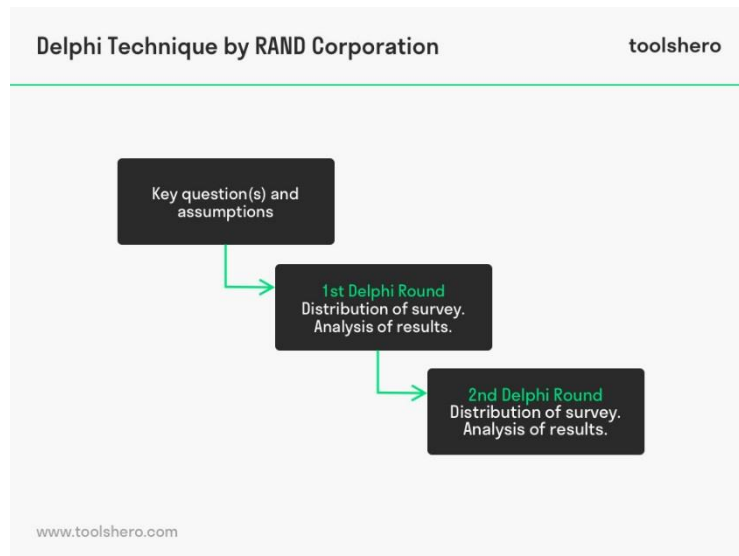 Delphi Technique by RAND Corporation
toolshero
Key question(s) and
assumptions
1st Delphi Round
Distribution of survey.
Analysis of results.
2nd Delphi Round
Distribution of survey.
Analysis of results.
www.toolshero.com